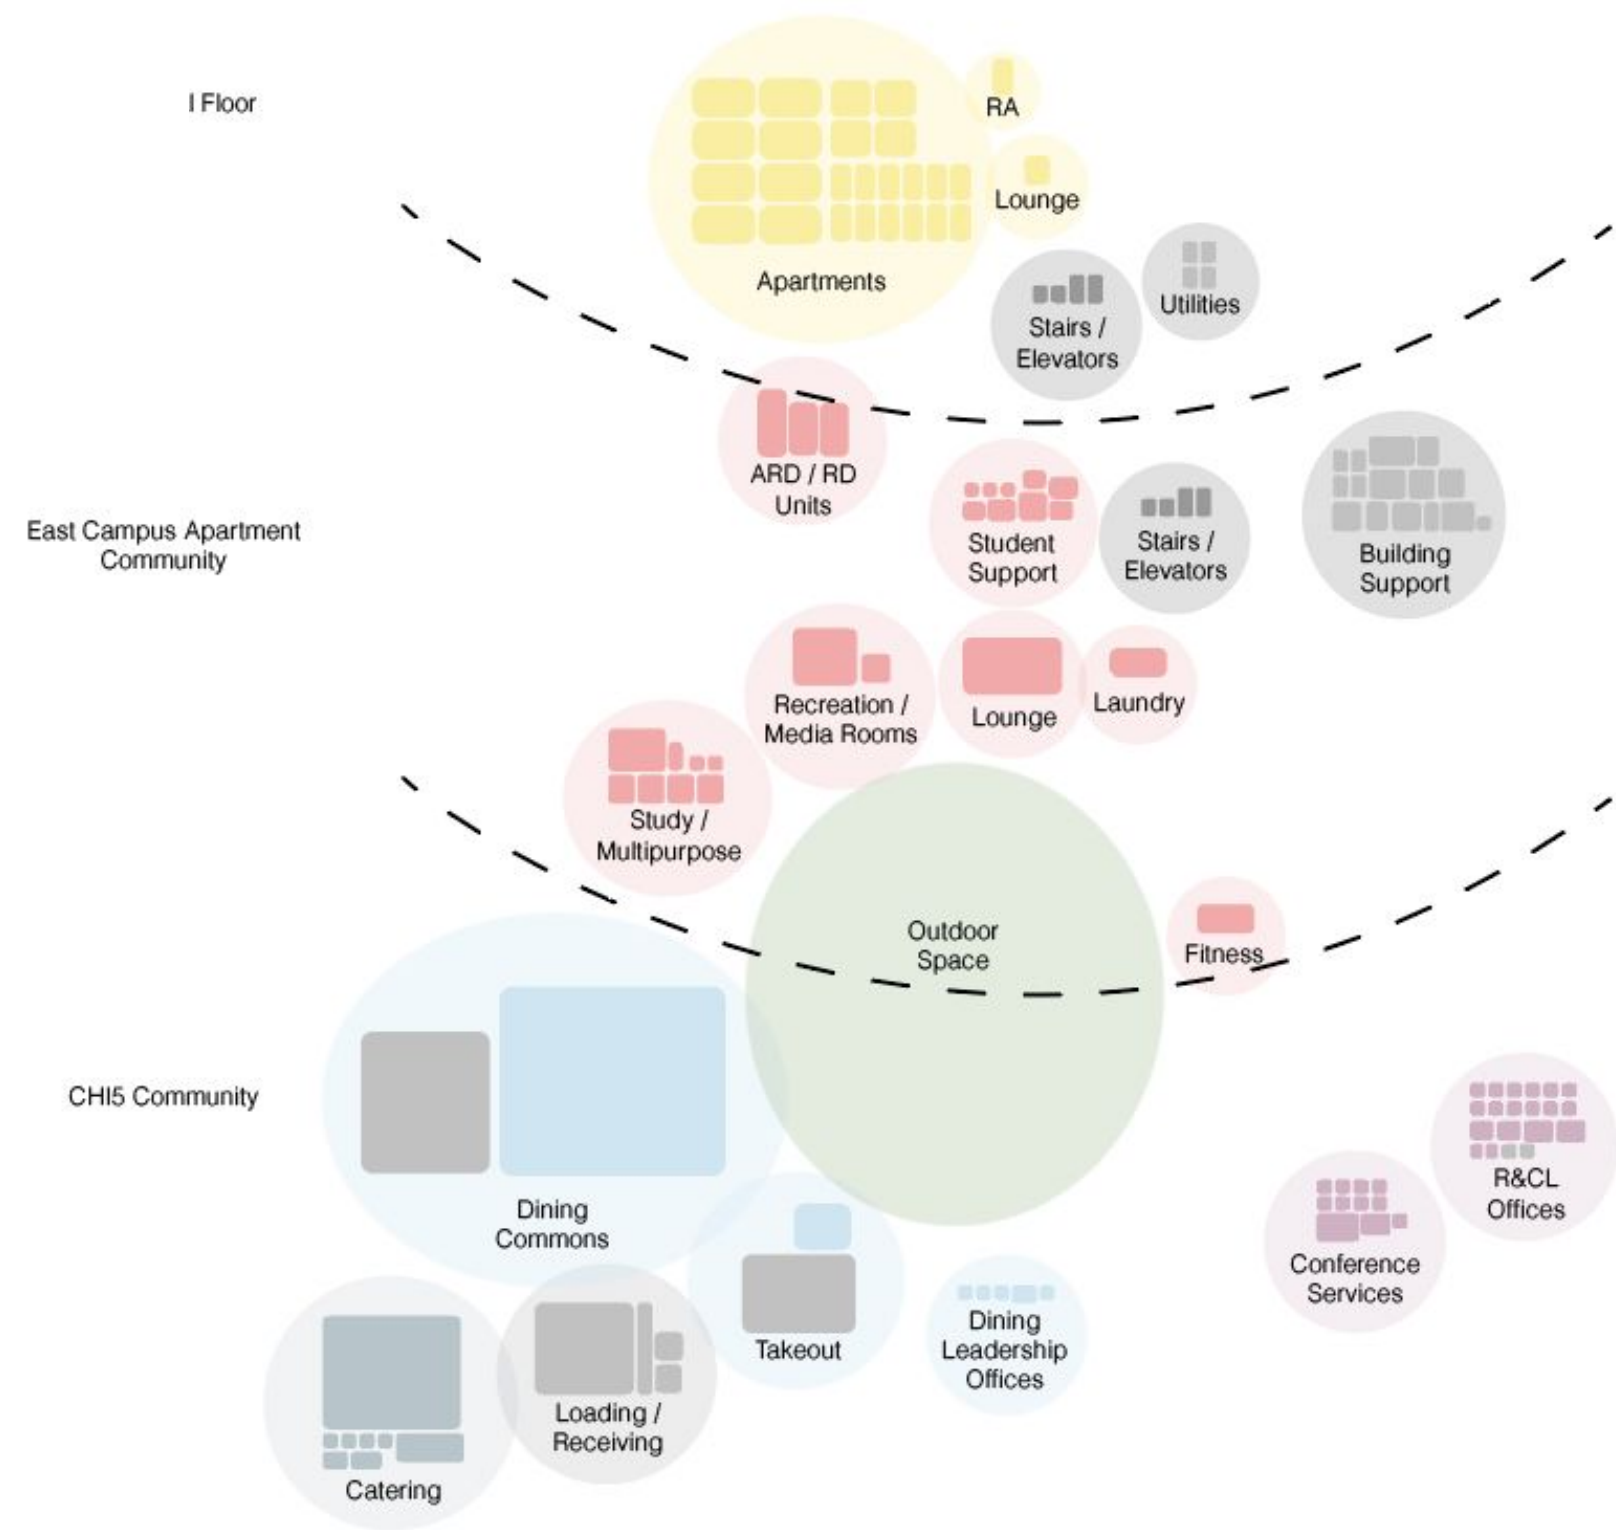 I Floor
RA
Lounge
Apartments
Utilities
Stairs /
Elevators
East Campus Apartment
Community
ARD / RD
Units
Student
Support
Stairs /
Elevators
Building
Support
Recreation /
Media Rooms
Lounge
Laundry
Study /
Multipurpose
Outdoor
Space
Fitness
CHI5 Community
Dining
Commons
R&CL
Offices
Conference
Services
Takeout
Dining
Leadership
Offices
Loading /
Receiving
Catering